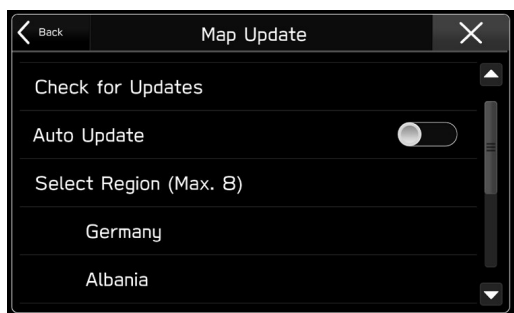 Back
Map Update
Check for Updates
Auto Update
Select Region (Max. 8)
Germany
Albania